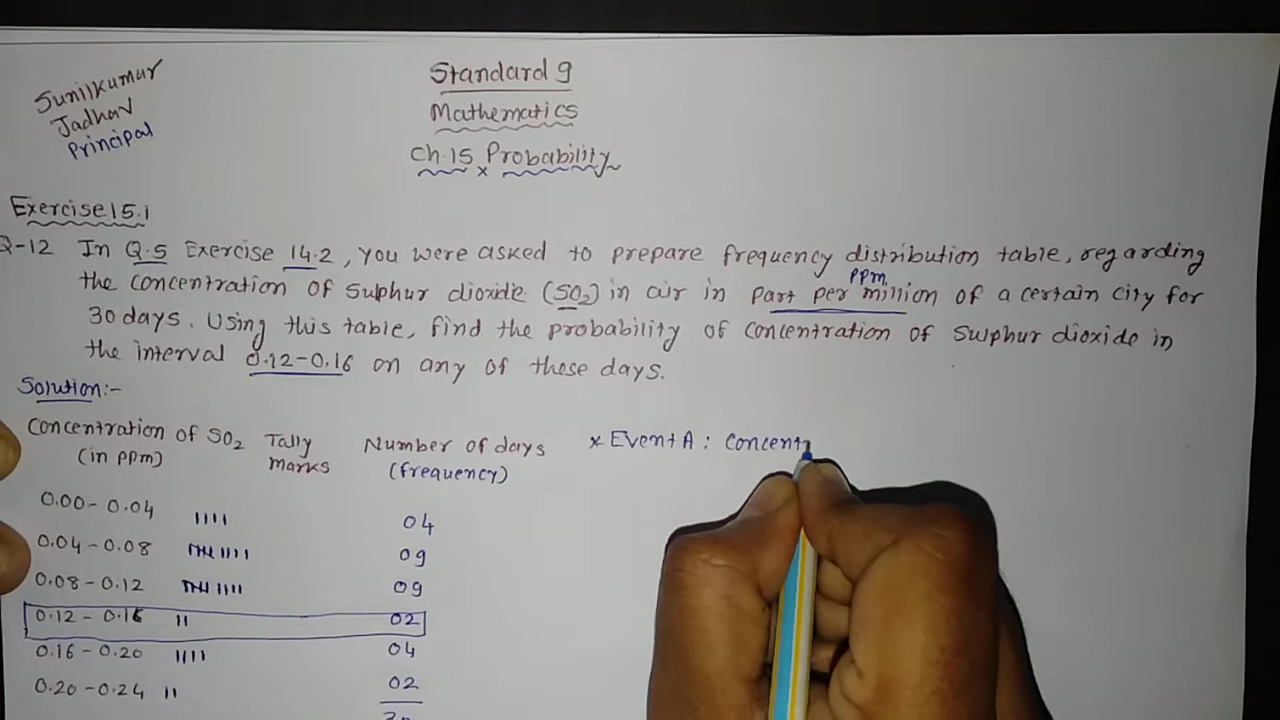 Sunilkumar
Jadhav
Principal
Standard 9
Mathematics
Ch.15 x Probability
Exercise 15.1
Q-12 In Q.5 Exercise 14.2, you were asked to prepare frequency distribution table, regarding
PPM
the concentration of Sulphur dioxide (SO2) in air in part per million of a certain city for
30 days. Using this table, find the probability of concentration of Sulphur dioxide in
the interval 0.12-0.16 on any of these days.
Solution:-
Concentration of SO2 Tally Number of days
(in ppm) Marks (frequency)
* Event A : Concent
0.00-0.04 |||| 04
0.04-0.08 |||| |||| 09
0.08-0.12 |||| |||| 09
0.12-0.16 || 02
0.16-0.20 |||| 04
0.20-0.24 || 02